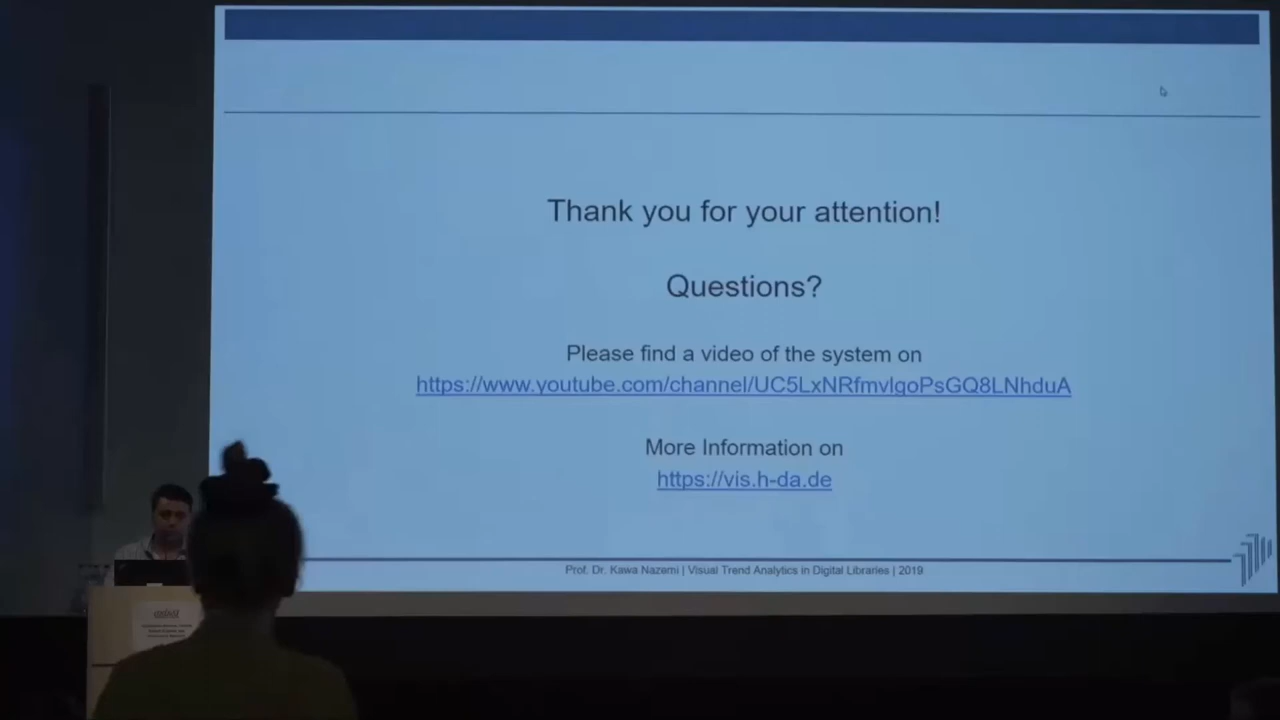 Thank you for your attention!
Questions?
Please find a video of the system on
https://www.youtube.com/channel/UC5LxNRfmvlgoPsGQ8LNhduA
More Information on
https://vis.h-da.de
Prof. Dr. Kawa Nazemi | Visual Trend Analytics in Digital Libraries | 2019